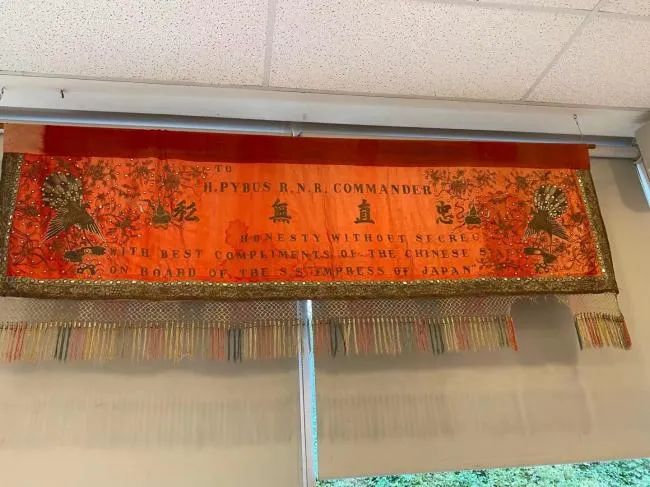 TO
H.PYBUS R.N.R. COMMANDER
忠直無私
HONESTY WITHOUT SECREC
WITH BEST COMPLIMENTS OF THE CHINESE
ON BOARD OF THE S.S "EMPRESS OF JAPAN"